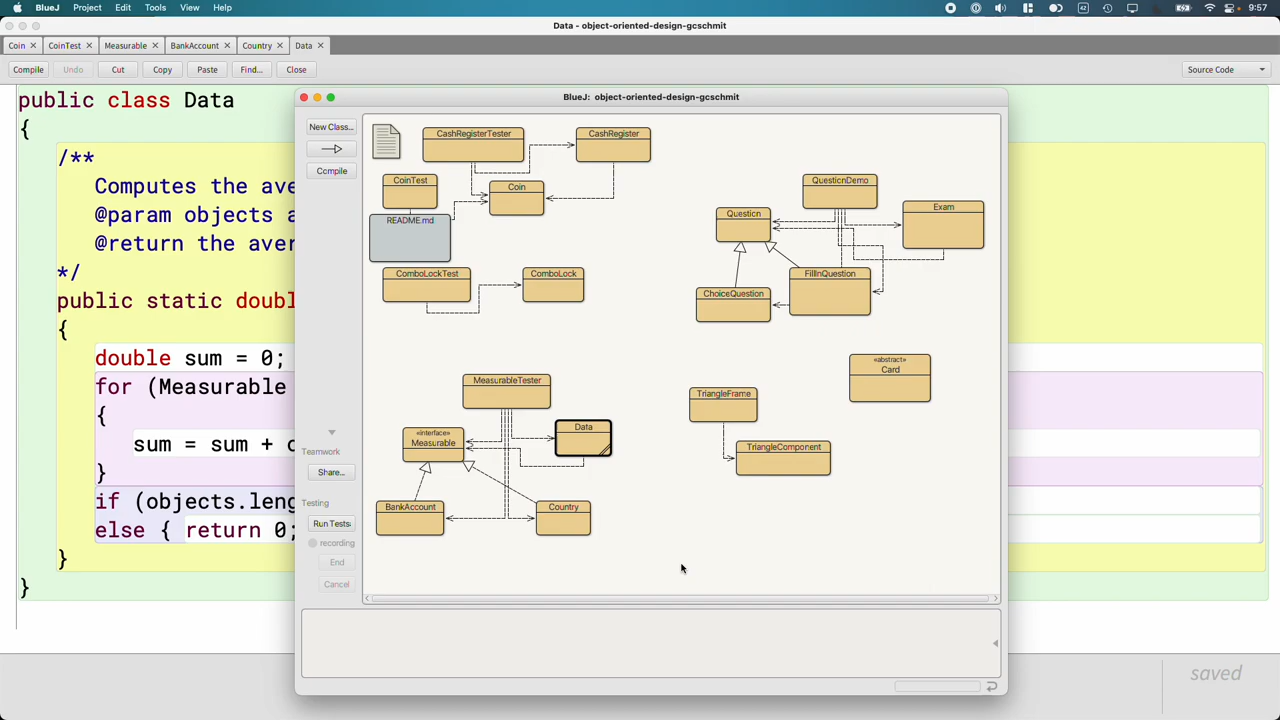 BlueJ Project Edit Tools View Help 9:57
Data - object-oriented-design-gcschmit
Coin CoinTest Measurable BankAccount Country Data
Compile Undo Cut Copy Paste Find... Close Source Code
public class Data
{
/**
Computes the ave
@param objects a
@return the aver
*/
public static doubl
{
double sum = 0;
for (Measurable
{
sum = sum + o
}
if (objects.leng
else { return 0;
}
}
saved
BlueJ: object-oriented-design-gcschmit
New Class...
Compile
Teamwork
Share...
Testing
Run Tests
recording
End
Cancel
CashRegisterTester
CashRegister
CoinTest
Coin
README.md
QuestionDemo
Question
Exam
ComboLockTest
ComboLock
FillInQuestion
ChoiceQuestion
«abstract»
Card
MeasurableTester
TriangleFrame
«interface»
Measurable
Data
TriangleComponent
BankAccount
Country